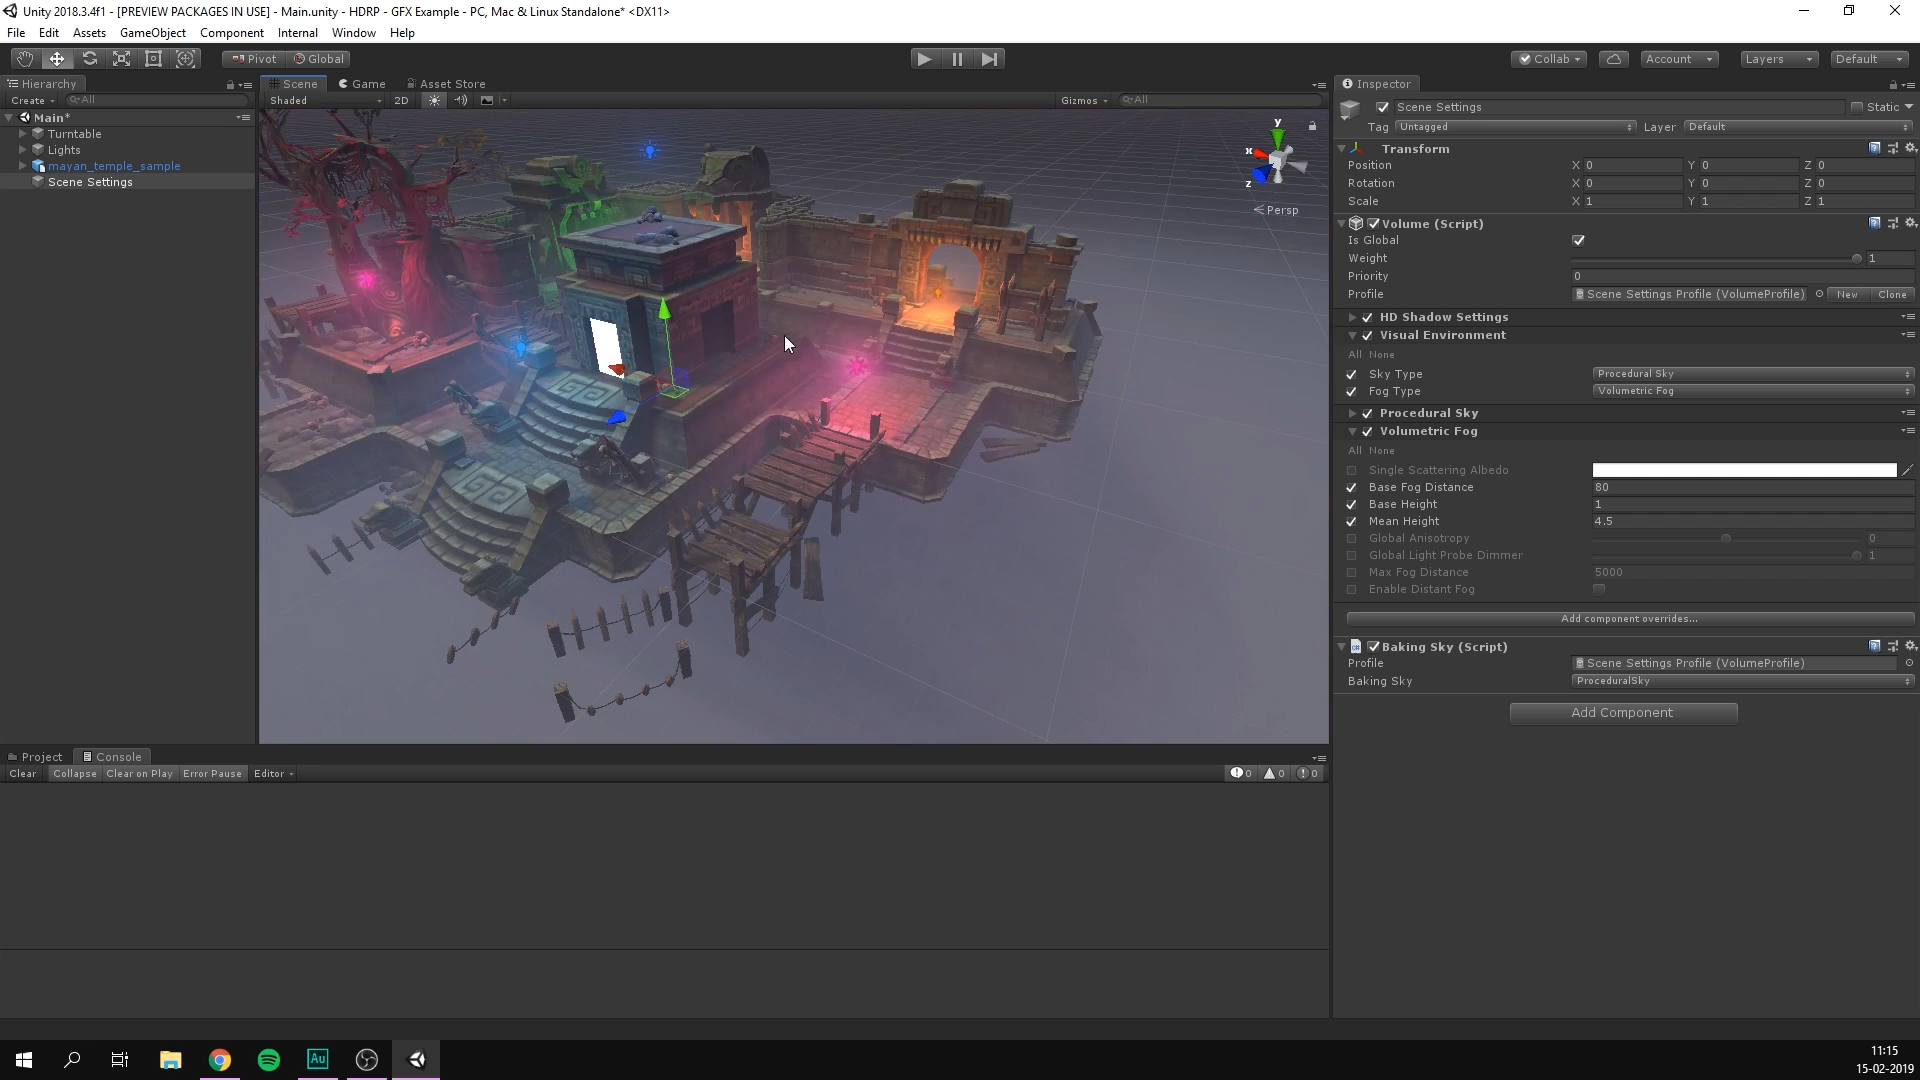 Unity 2018.3.4f1 - [PREVIEW PACKAGES IN USE] - Main.unity - HDRP - GFX Example - PC, Mac & Linux Standalone* <DX11>
File Edit Assets GameObject Component Internal Window Help
Pivot Global Collab Account Layers Default
Hierarchy
Create All
Main*
Turntable
Lights
mayan_temple_sample
Scene Settings
Scene Game Asset Store
Shaded 2D Gizmos All
y
x
z
Persp
Inspector
Scene Settings Static
Tag Untagged Layer Default
Transform
Position X 0 Y 0 Z 0
Rotation X 0 Y 0 Z 0
Scale X 1 Y 1 Z 1
Volume (Script)
Is Global
Weight 1
Priority 0
Profile Scene Settings Profile (VolumeProfile) New Clone
HD Shadow Settings
Visual Environment
All None
Sky Type Procedural Sky
Fog Type Volumetric Fog
Procedural Sky
Volumetric Fog
All None
Single Scattering Albedo
Base Fog Distance 80
Base Height 1
Mean Height 4.5
Global Anisotropy 0
Global Light Probe Dimmer 1
Max Fog Distance 5000
Enable Distant Fog
Add component overrides...
Baking Sky (Script)
Profile Scene Settings Profile (VolumeProfile)
Baking Sky ProceduralSky
Add Component
Project Console
Clear Collapse Clear on Play Error Pause Editor 0 0 0
Au
11:15
15-02-2019